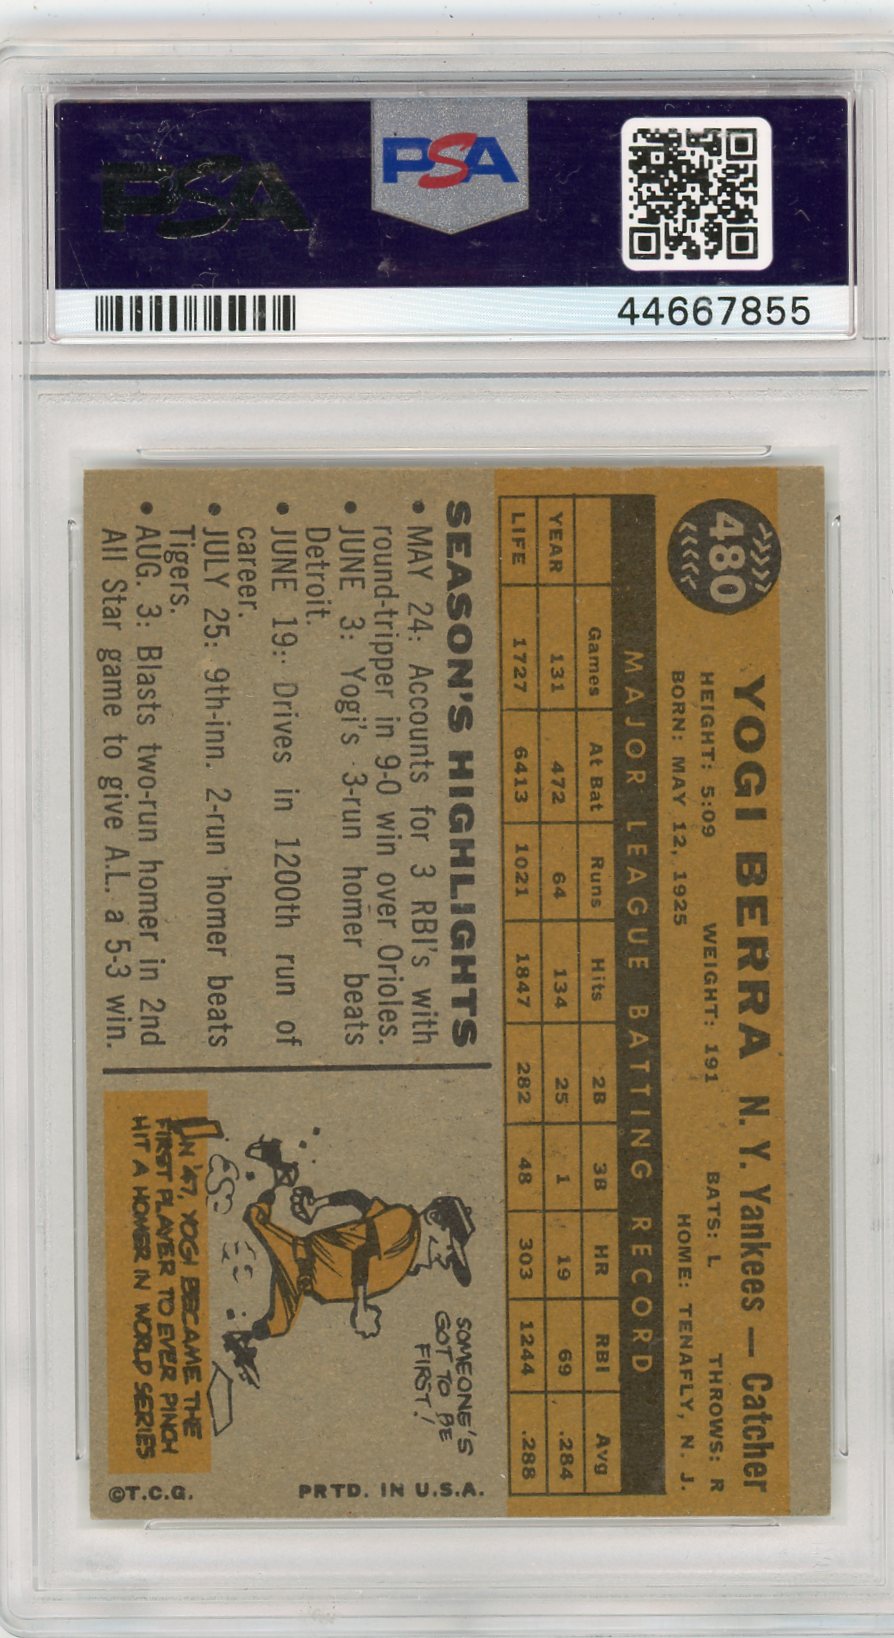 PSA
PSA
44667855
480
YOGI BERRA N. Y. Yankees — Catcher
HEIGHT: 5:09 WEIGHT: 191 BATS: L THROWS: R
BORN: MAY 12, 1925 HOME: TENAFLY, N. J.
MAJOR LEAGUE BATTING RECORD
Games At Bat Runs Hits 2B 3B HR RBI Avg
YEAR 131 472 64 134 25 1 19 69 .284
LIFE 1727 6413 1021 1847 282 48 303 1244 .288
SEASON'S HIGHLIGHTS
• MAY 24: Accounts for 3 RBI's with
round-tripper in 9-0 win over Orioles.
• JUNE 3: Yogi's 3-run homer beats
Detroit.
• JUNE 19: Drives in 1200th run of
career.
• JULY 25: 9th-inn. 2-run homer beats
Tigers.
• AUG. 3: Blasts two-run homer in 2nd
All Star game to give A.L. a 5-3 win.
SOMEONE'S
GOT TO BE
FIRST!
IN '47, YOGI BECAME THE
FIRST PLAYER TO EVER PINCH
HIT A HOMER IN WORLD SERIES
©T.C.G. PRTD. IN U.S.A.